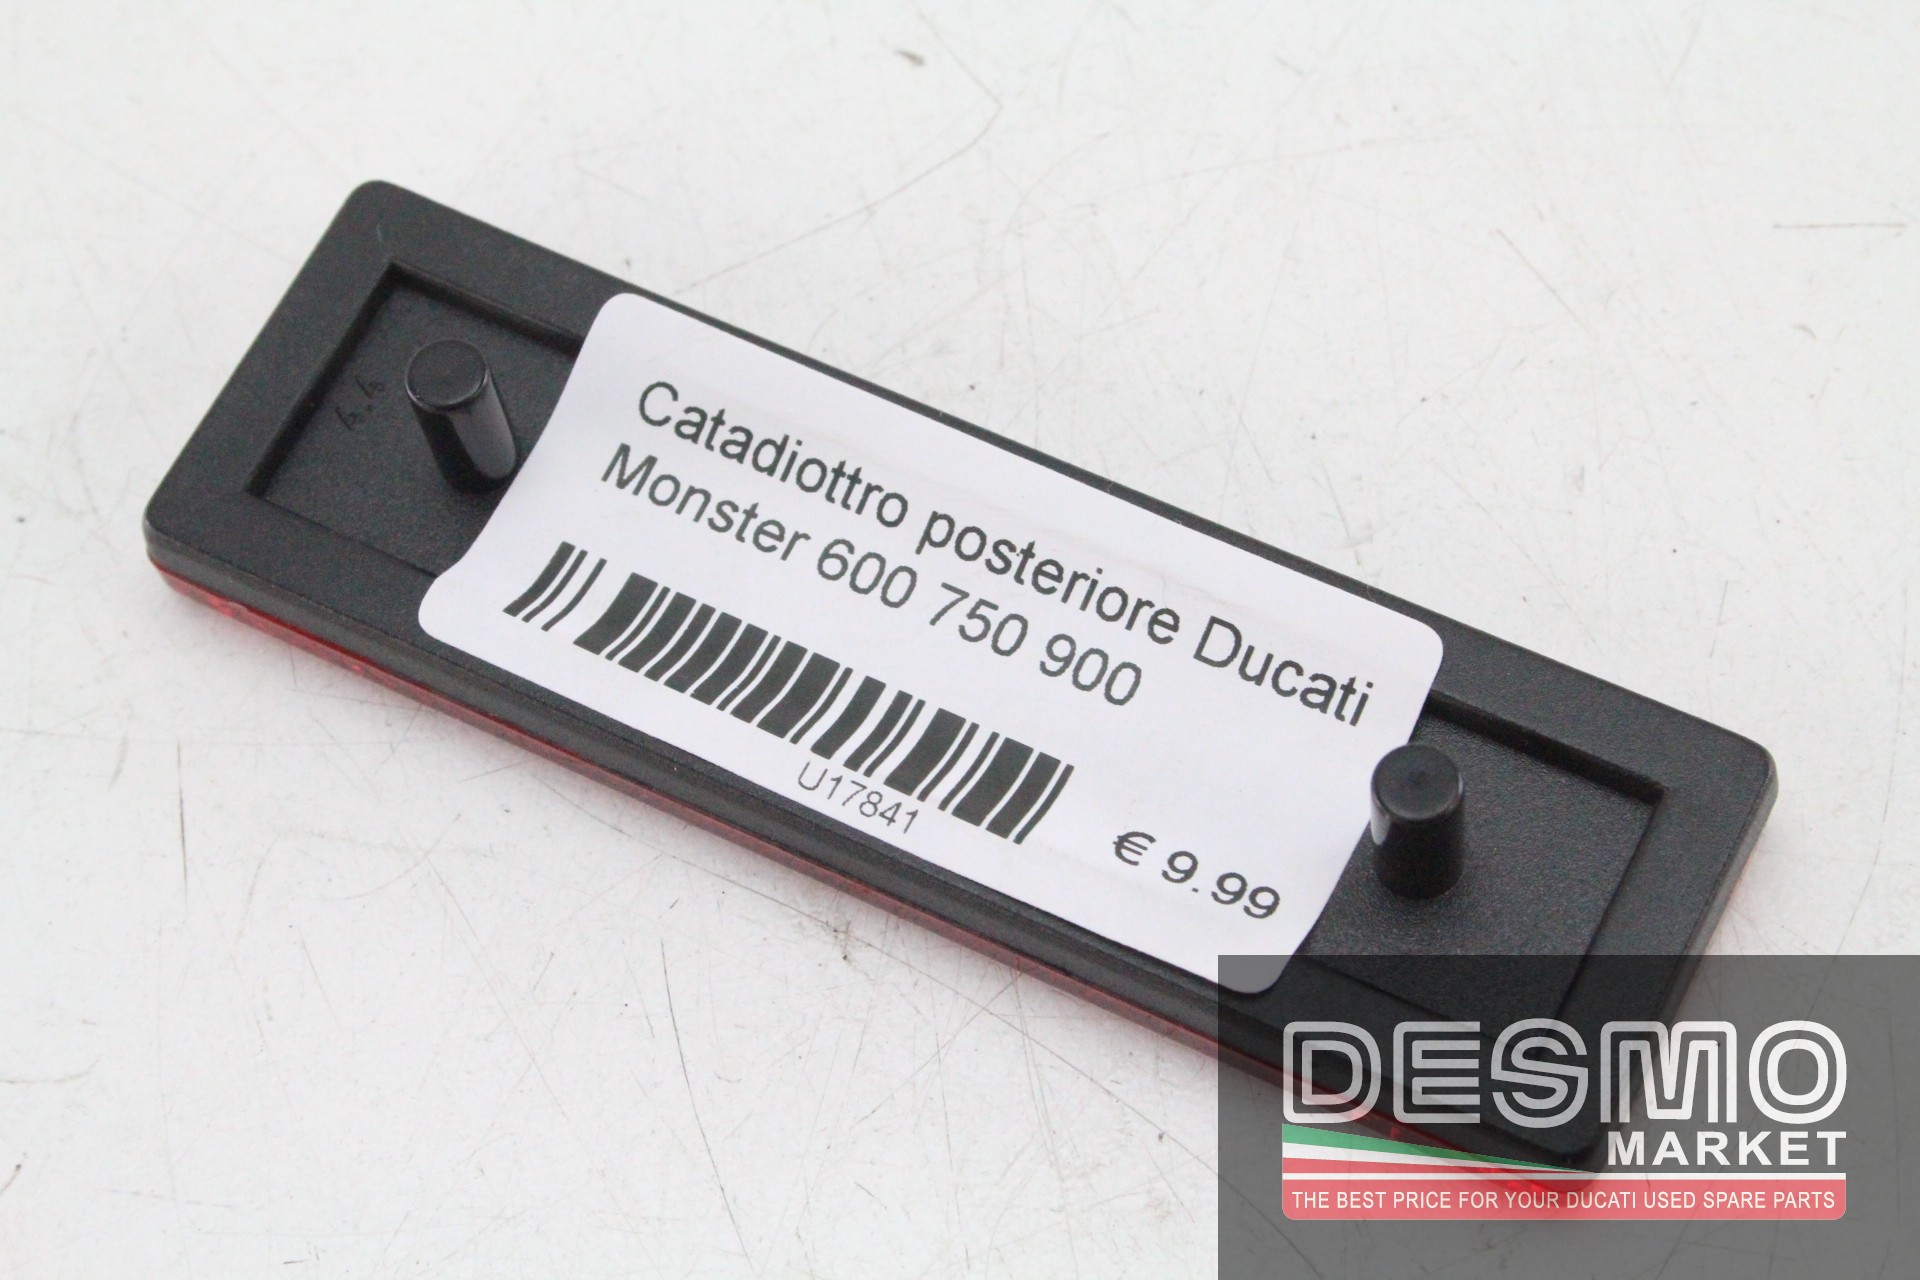 Catadiottro posteriore Ducati
Monster 600 750 900
U17841
€ 9.99
DESMO
MARKET
THE BEST PRICE FOR YOUR DUCATI USED SPARE PARTS